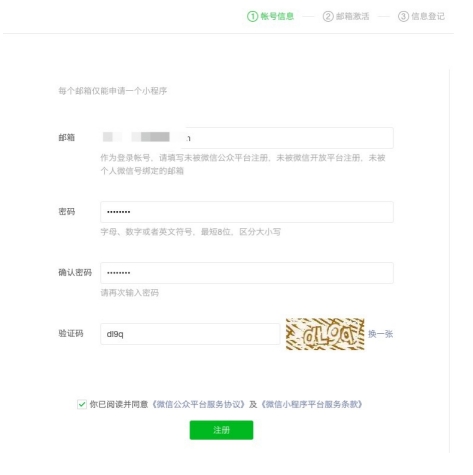 ① 帐号信息 — ② 邮箱激活 — ③ 信息登记
每个邮箱仅能申请一个小程序
邮箱
作为登录帐号，请填写未被微信公众平台注册，未被微信开放平台注册，未被
个人微信号绑定的邮箱
密码 ••••••••
字母、数字或者英文符号，最短8位，区分大小写
确认密码 ••••••••
请再次输入密码
验证码 dl9q dL9q 换一张
你已阅读并同意《微信公众平台服务协议》及《微信小程序平台服务条款》
注册